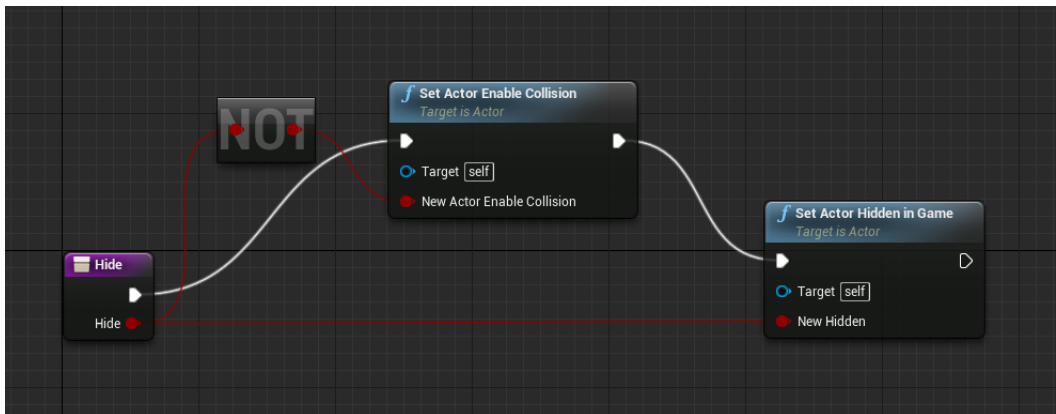 NOT
f Set Actor Enable Collision
Target is Actor
Target self
New Actor Enable Collision
f Set Actor Hidden in Game
Target is Actor
Hide
Target self
Hide
New Hidden